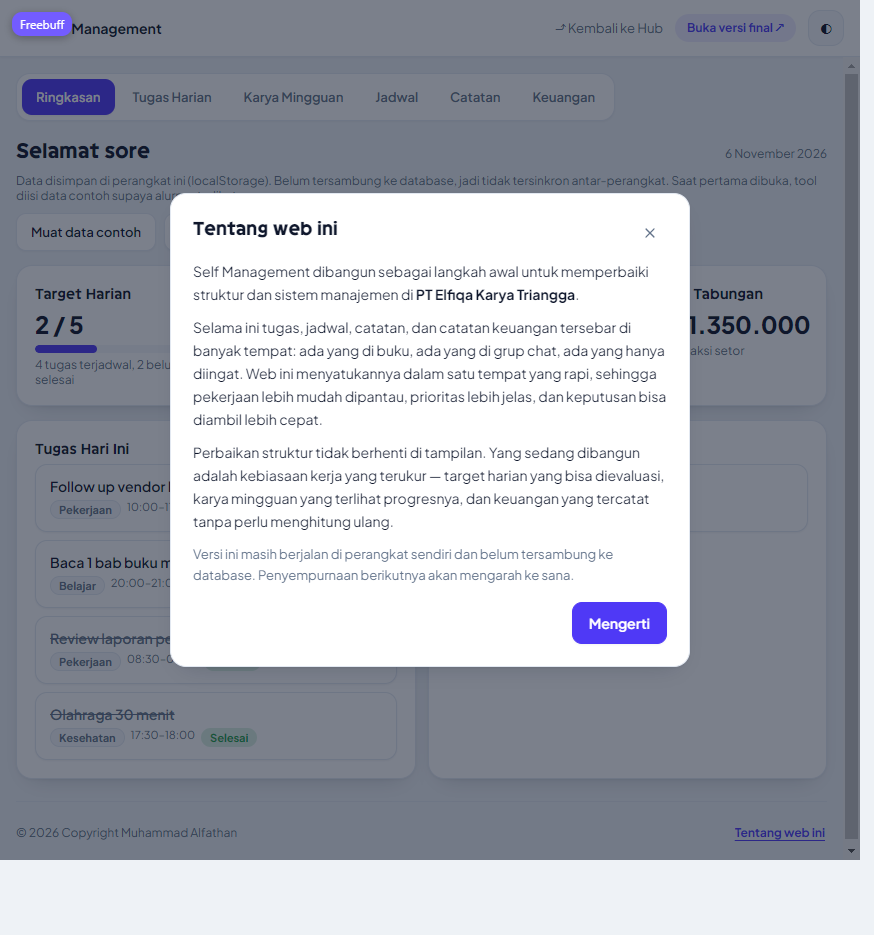 Freebuff
Management
Kembali ke Hub
Buka versi final ↗
Ringkasan
Tugas Harian
Karya Mingguan
Jadwal
Catatan
Keuangan
Selamat sore
6 November 2026
Data disimpan di perangkat ini (localStorage). Belum tersambung ke database, jadi tidak tersinkron antar-perangkat. Saat pertama dibuka, tool
diisi data contoh supaya
Muat data contoh
Target Harian
2 / 5
4 tugas terjadwal, 2
selesai
Tabungan
1.350.000
setor
Tentang web ini
×
Self Management dibangun sebagai langkah awal untuk memperbaiki
struktur dan sistem manajemen di PT Elfiqa Karya Triangga.
Selama ini tugas, jadwal, catatan, dan catatan keuangan tersebar di
banyak tempat: ada yang di buku, ada yang di grup chat, ada yang hanya
diingat. Web ini menyatukannya dalam satu tempat yang rapi, sehingga
pekerjaan lebih mudah dipantau, prioritas lebih jelas, dan keputusan bisa
diambil lebih cepat.
Perbaikan struktur tidak berhenti di tampilan. Yang sedang dibangun
adalah kebiasaan kerja yang terukur — target harian yang bisa dievaluasi,
karya mingguan yang terlihat progresnya, dan keuangan yang tercatat
tanpa perlu menghitung ulang.
Versi ini masih berjalan di perangkat sendiri dan belum tersambung ke
database. Penyempurnaan berikutnya akan mengarah ke sana.
Mengerti
Tugas Hari Ini
Follow up vendor
Pekerjaan
Baca 1 bab buku
Belajar
Review laporan
Pekerjaan
Olahraga 30 menit
Kesehatan
17:30–18:00
Selesai
© 2026 Copyright Muhammad Alfathan
Tentang web ini